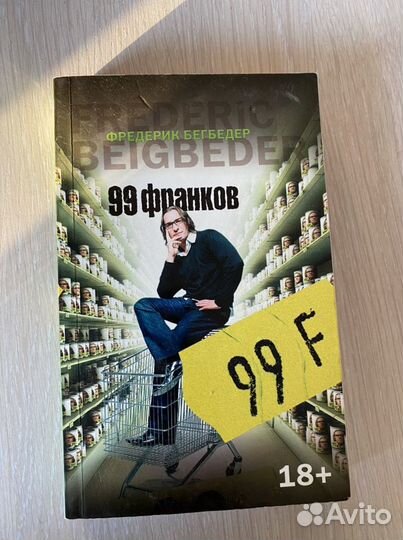 FREDERIC
ФРЕДЕРИК БЕГБЕДЕР
BEIGBEDER
99 франков
99 F
18+
Avito